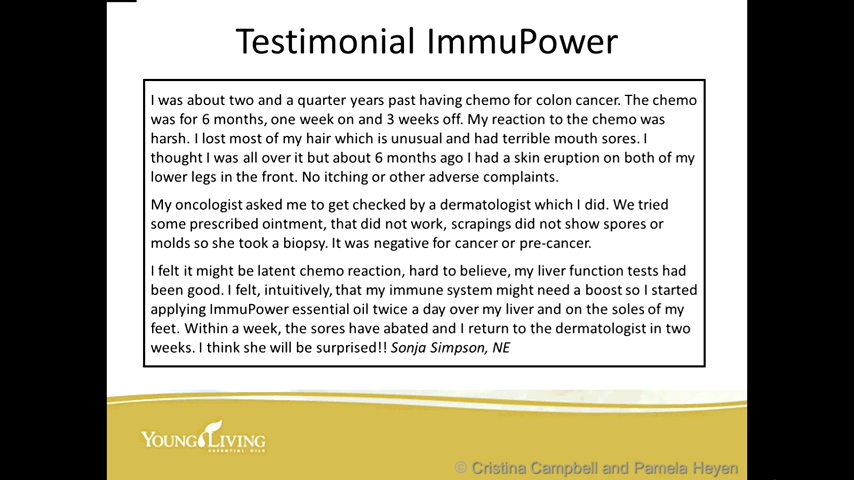 Testimonial ImmuPower
I was about two and a quarter years past having chemo for colon cancer. The chemo
was for 6 months, one week on and 3 weeks off. My reaction to the chemo was
harsh. I lost most of my hair which is unusual and had terrible mouth sores. I
thought I was all over it but about 6 months ago I had a skin eruption on both of my
lower legs in the front. No itching or other adverse complaints.
My oncologist asked me to get checked by a dermatologist which I did. We tried
some prescribed ointment, that did not work, scrapings did not show spores or
molds so she took a biopsy. It was negative for cancer or pre-cancer.
I felt it might be latent chemo reaction, hard to believe, my liver function tests had
been good. I felt, intuitively, that my immune system might need a boost so I started
applying ImmuPower essential oil twice a day over my liver and on the soles of my
feet. Within a week, the sores have abated and I return to the dermatologist in two
weeks. I think she will be surprised!! Sonja Simpson, NE
YOUNG LIVING
ESSENTIAL OILS
© Cristina Campbell and Pamela Heyen